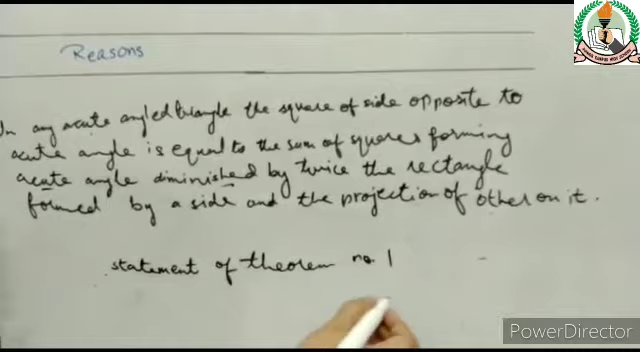 Reasons
In any acute angled triangle the square of side opposite to
acute angle is equal to the sum of squares forming
acute angle diminished by twice the rectangle
formed by a side and the projection of other on it.
statement of theorem no. 1
PowerDirector